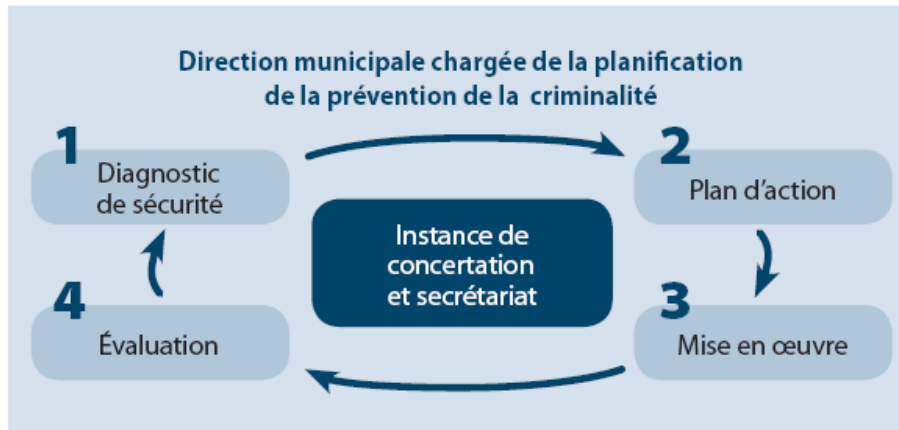 Direction municipale chargée de la planification
de la prévention de la criminalité
1
Diagnostic
de sécurité
2
Plan d'action
Instance de
concertation
et secrétariat
3
Mise en œuvre
4
Évaluation